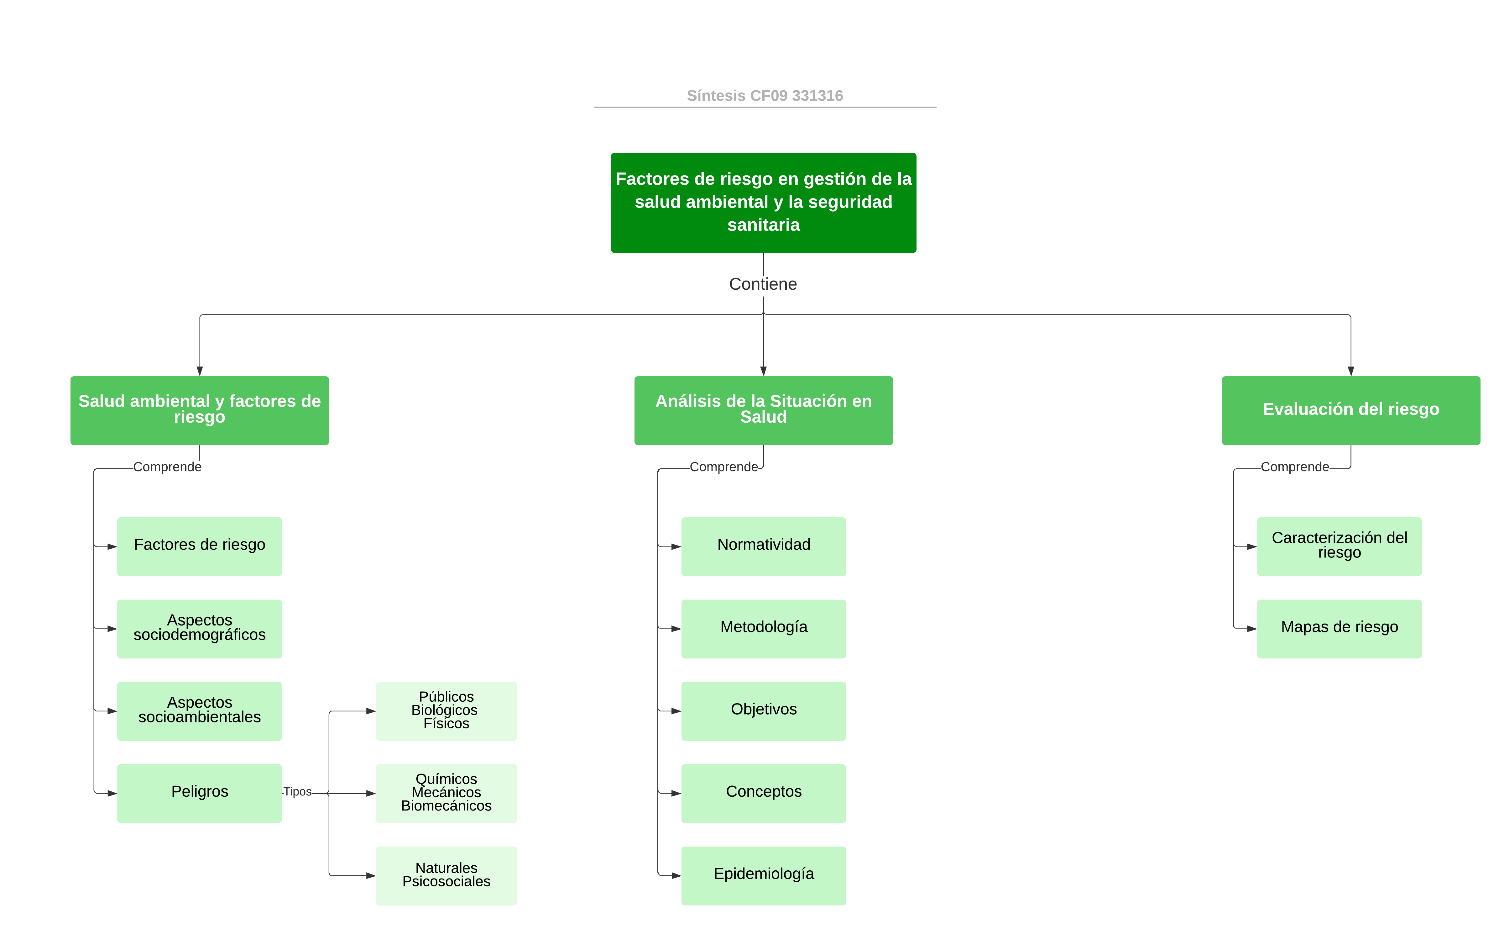 Síntesis CF09 331316
Factores de riesgo en gestión de la
salud ambiental y la seguridad
sanitaria
Contiene
Salud ambiental y factores de
riesgo
Comprende
Factores de riesgo
Aspectos
sociodemográficos
Aspectos
socioambientales
Peligros
Tipos
Públicos
Biológicos
Físicos
Químicos
Mecánicos
Biomecánicos
Naturales
Psicosociales
Análisis de la Situación en
Salud
Comprende
Normatividad
Metodología
Objetivos
Conceptos
Epidemiología
Evaluación del riesgo
Comprende
Caracterización del
riesgo
Mapas de riesgo